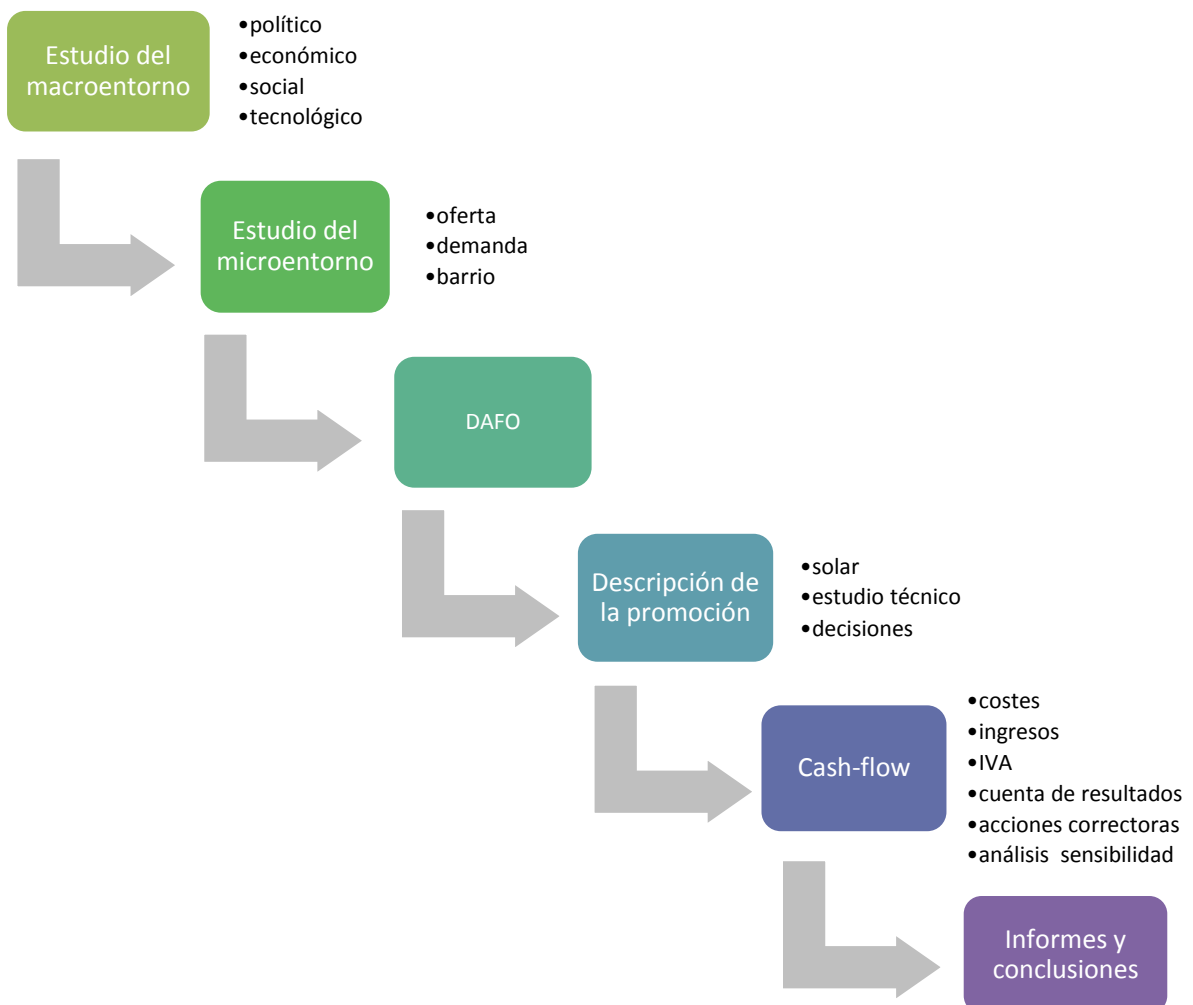 Estudio del
macroentorno
•político
•económico
•social
•tecnológico
Estudio del
microentorno
•oferta
•demanda
•barrio
DAFO
Descripción de
la promoción
•solar
•estudio técnico
•decisiones
Cash-flow
•costes
•ingresos
•IVA
•cuenta de resultados
•acciones correctoras
•análisis sensibilidad
Informes y
conclusiones